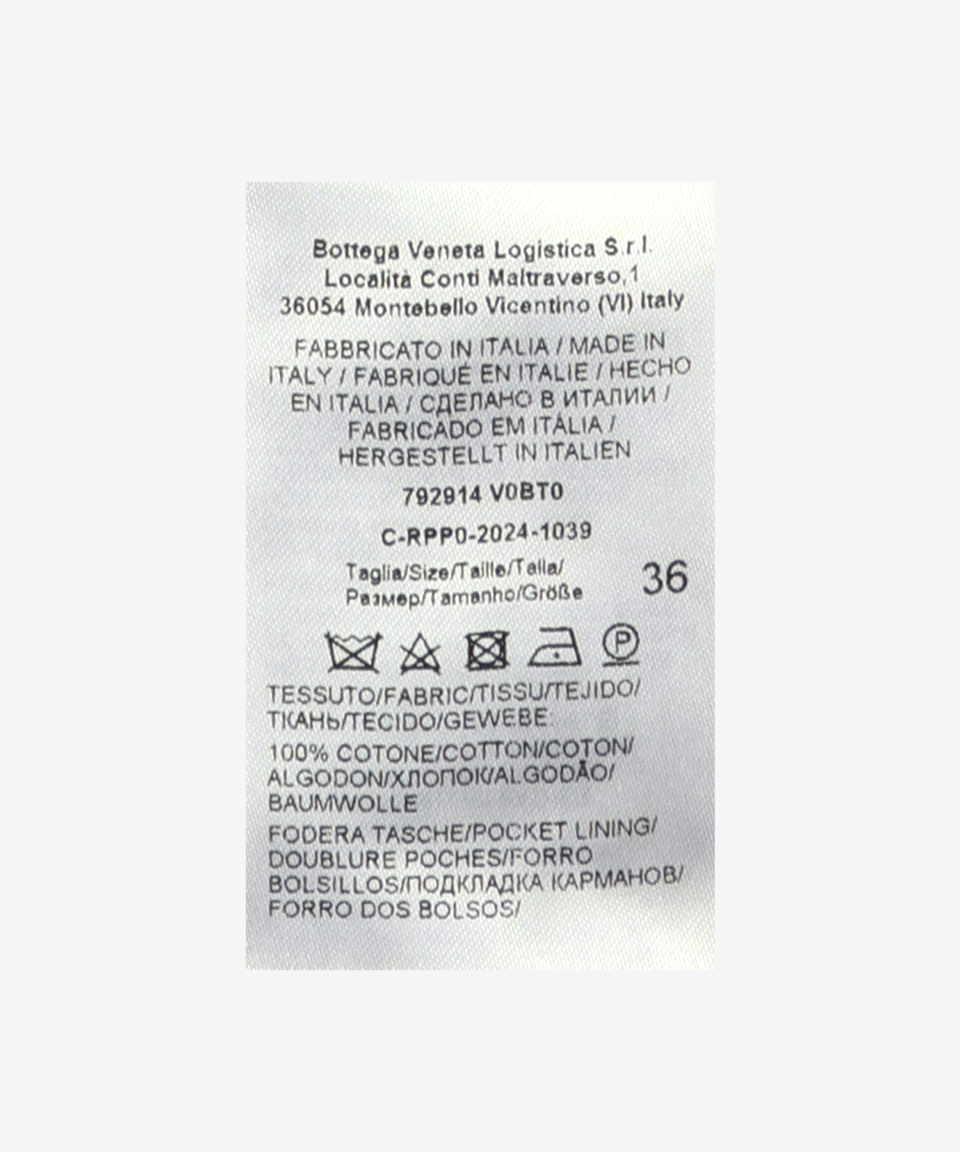 Bottega Veneta Logistica S.r.l.
Località Conti Maltraverso,1
36054 Montebello Vicentino (VI) Italy
FABBRICATO IN ITALIA / MADE IN
ITALY / FABRIQUÉ EN ITALIE / HECHO
EN ITALIA / СДЕЛАНО В ИТАЛИИ /
FABRICADO EM ITÁLIA /
HERGESTELLT IN ITALIEN
792914 V0BT0
C-RPP0-2024-1039
Taglia/Size/Taille/Talla/
Размер/Tamanho/Größe
36
P
TESSUTO/FABRIC/TISSU/TEJIDO/
ТКАНЬ/TECIDO/GEWEBE:
100% COTONE/COTTON/COTON/
ALGODON/ХЛОПОК/ALGODÃO/
BAUMWOLLE
FODERA TASCHE/POCKET LINING/
DOUBLURE POCHES/FORRO
BOLSILLOS/ПОДКЛАДКА КАРМАНОВ/
FORRO DOS BOLSOS/